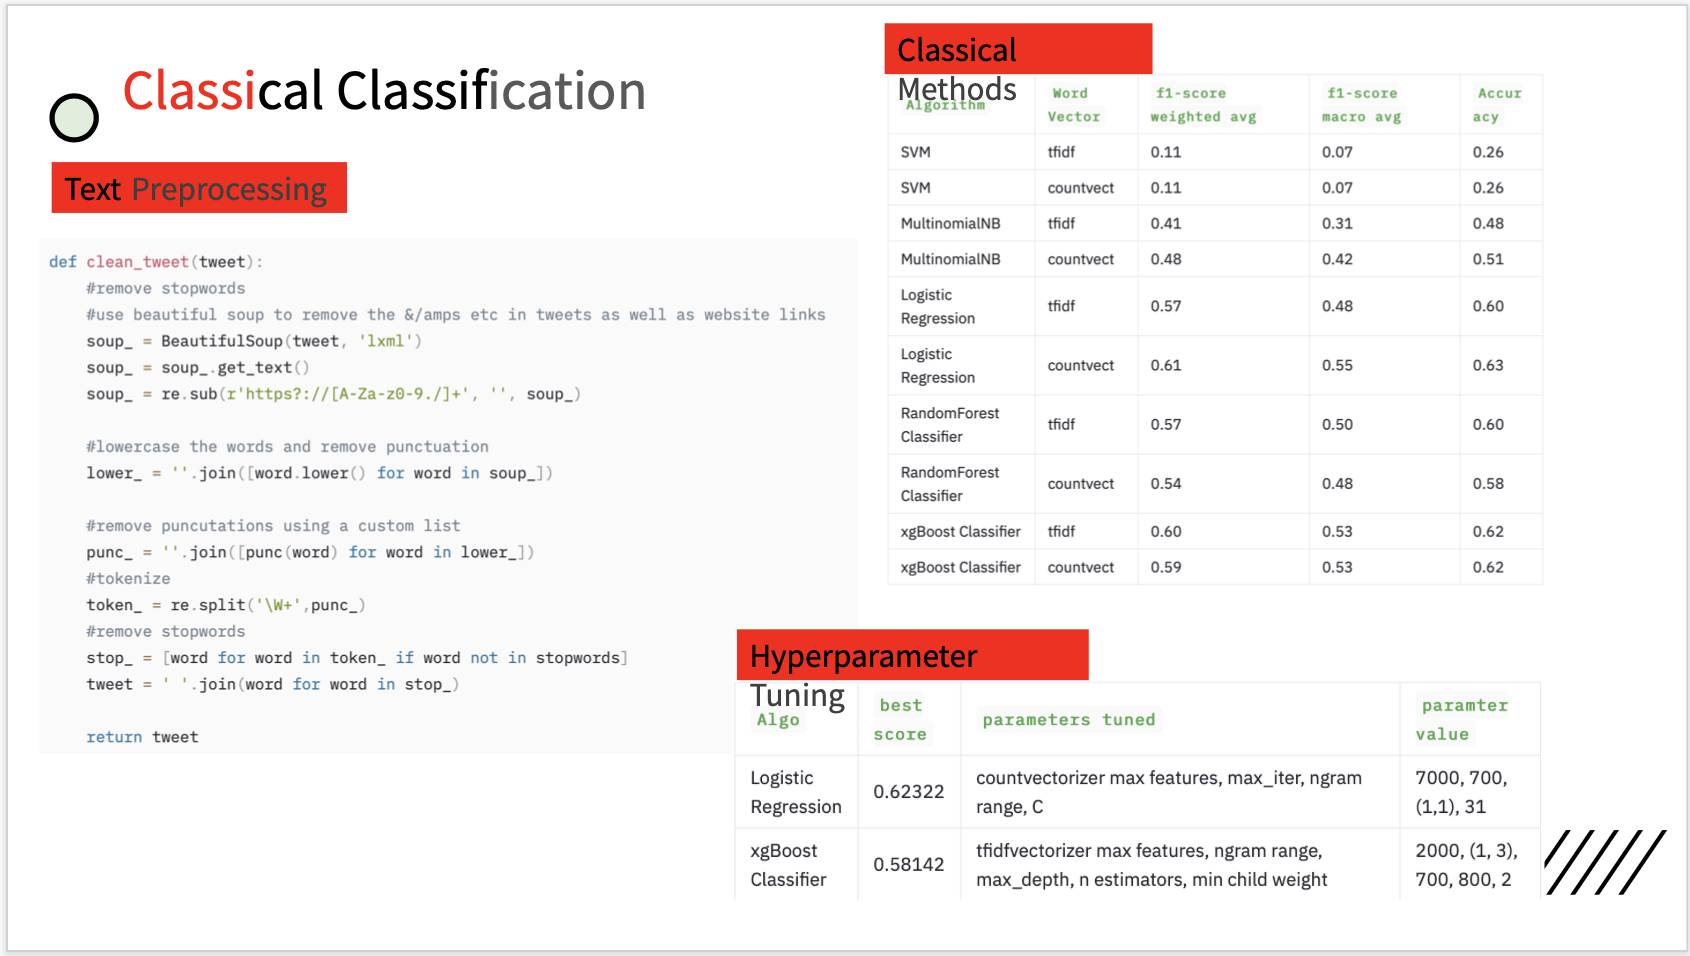 Classical Classification
Text Preprocessing
def clean_tweet(tweet):
#remove stopwords
#use beautiful soup to remove the &/amps etc in tweets as well as website links
soup_ = BeautifulSoup(tweet, 'lxml')
soup_ = soup_.get_text()
soup_ = re.sub(r'https?://[A-Za-z0-9./]+', '', soup_)
#lowercase the words and remove punctuation
lower_ = ''.join([word.lower() for word in soup_])
#remove puncutations using a custom list
punc_ = ''.join([punc(word) for word in lower_])
#tokenize
token_ = re.split('\W+',punc_)
#remove stopwords
stop_ = [word for word in token_ if word not in stopwords]
tweet = ' '.join(word for word in stop_)
return tweet
Classical
Methods
Algorithm Word Vector f1-score weighted avg f1-score macro avg Accur acy
SVM tfidf 0.11 0.07 0.26
SVM countvect 0.11 0.07 0.26
MultinomialNB tfidf 0.41 0.31 0.48
MultinomialNB countvect 0.48 0.42 0.51
Logistic Regression tfidf 0.57 0.48 0.60
Logistic Regression countvect 0.61 0.55 0.63
RandomForest Classifier tfidf 0.57 0.50 0.60
RandomForest Classifier countvect 0.54 0.48 0.58
xgBoost Classifier tfidf 0.60 0.53 0.62
xgBoost Classifier countvect 0.59 0.53 0.62
Hyperparameter
Tuning
Algo best score parameters tuned paramter value
Logistic Regression 0.62322 countvectorizer max features, max_iter, ngram range, C 7000, 700, (1,1), 31
xgBoost Classifier 0.58142 tfidfvectorizer max features, ngram range, max_depth, n estimators, min child weight 2000, (1, 3), 700, 800, 2